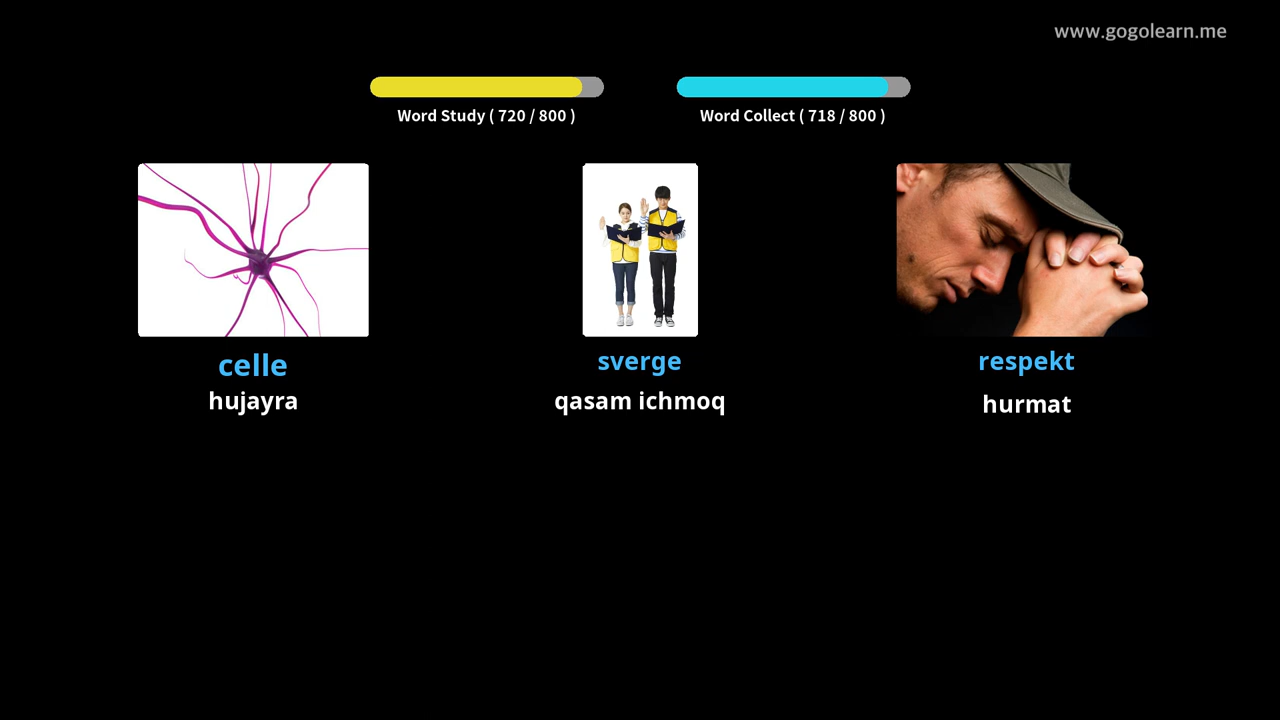 www.gogolearn.me
Word Study ( 720 / 800 )
Word Collect ( 718 / 800 )
celle
hujayra
sverge
qasam ichmoq
respekt
hurmat